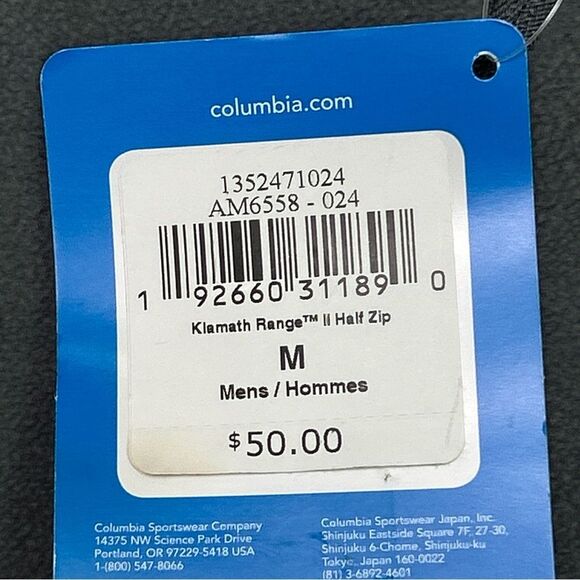 columbia.com
1352471024
AM6558 - 024
1 92660 31189 0
Klamath Range™ II Half Zip
M
Mens / Hommes
$50.00
Columbia Sportswear Company
14375 NW Science Park Drive
Portland, OR 97229-5418 USA
1-(800) 547-8066
Columbia Sportswear Japan, Inc.
Shinjuku Eastside Square 7F, 27-30,
Shinjuku 6-Chome, Shinjuku-ku
Tokyo, Japan 160-0022
(81) 3-6892-4601